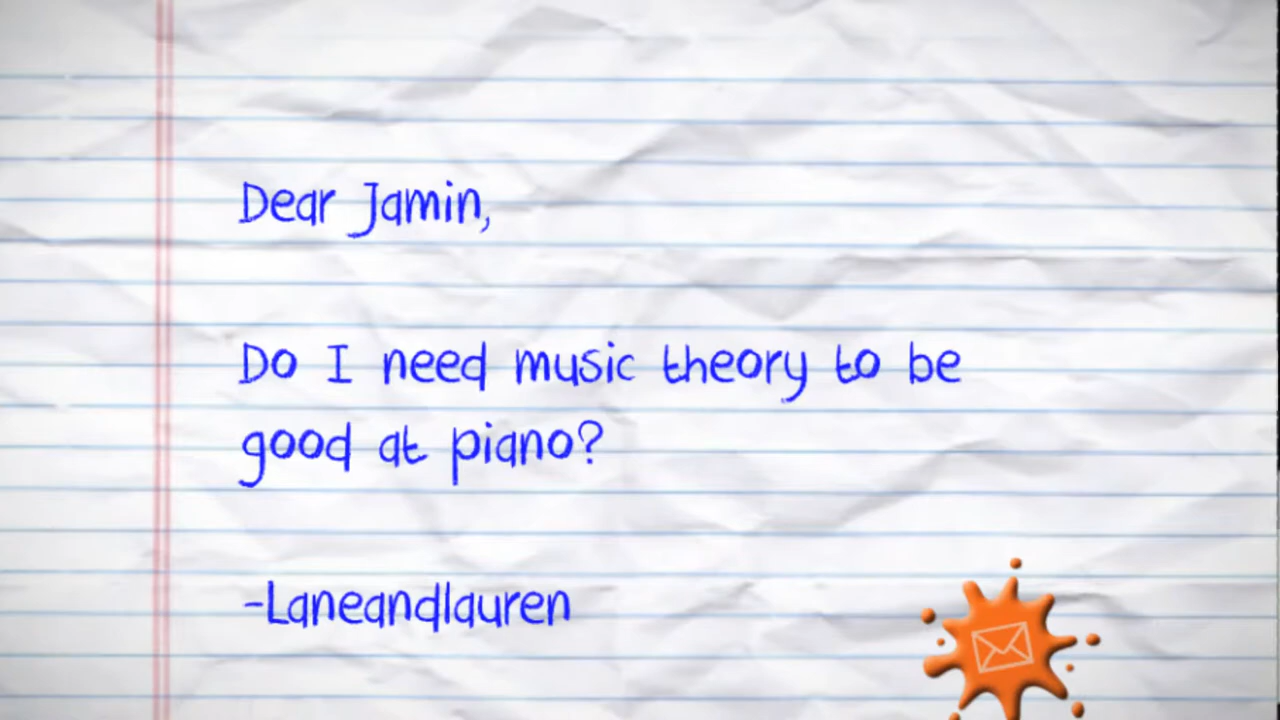 Dear Jamin,
Do I need music theory to be
good at piano?
-Laneandlauren